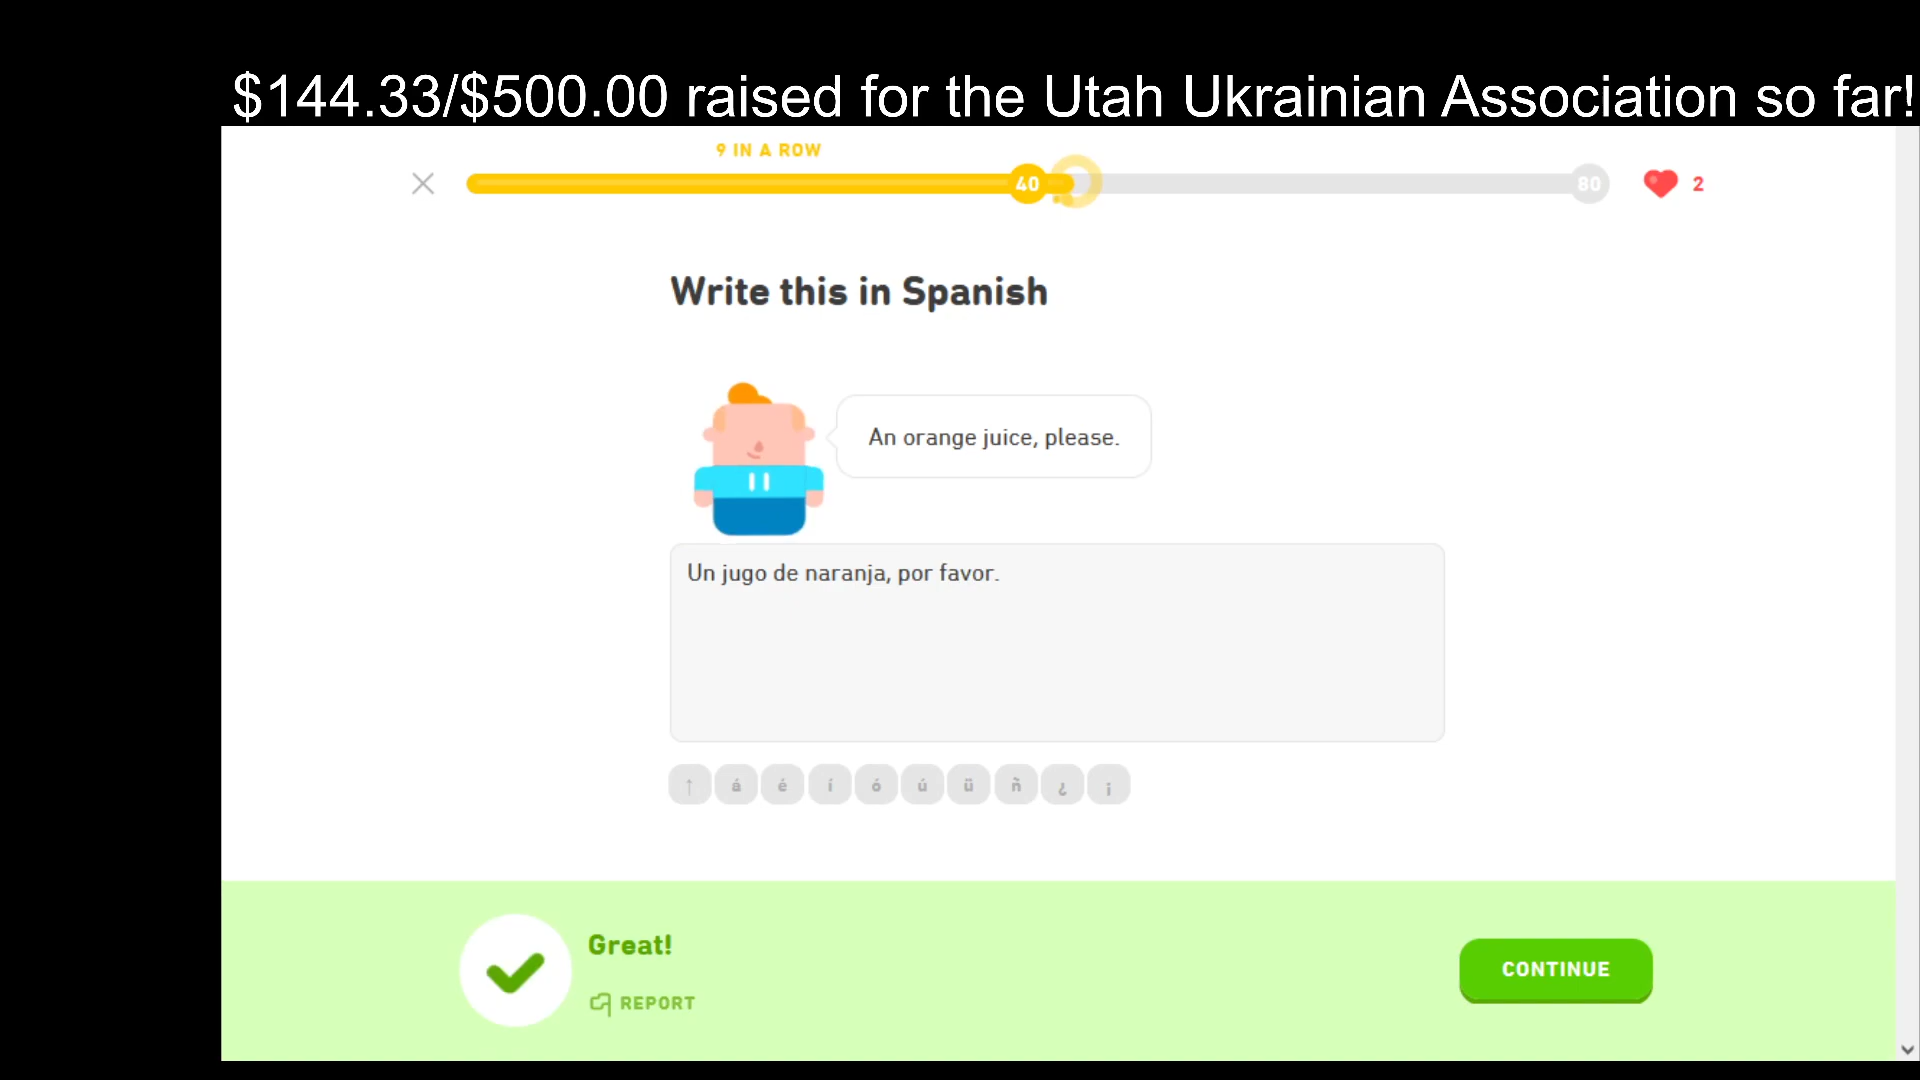 $144.33/$500.00 raised for the Utah Ukrainian Association so far!
9 IN A ROW
40
80
2
Write this in Spanish
An orange juice, please.
Un jugo de naranja, por favor.
↑ á é í ó ú ü ñ ¿ ¡
Great!
REPORT
CONTINUE